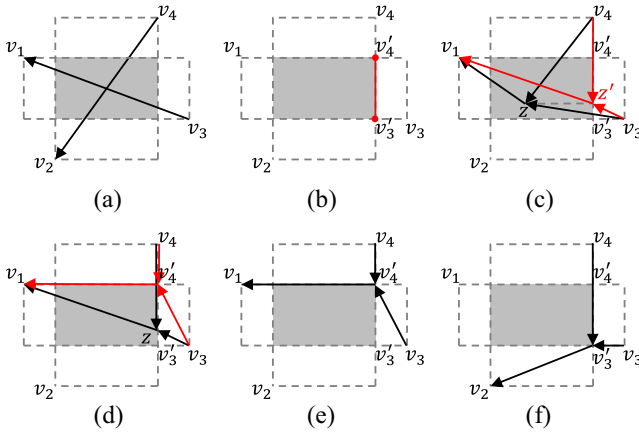 v₄ v₄ v₄
v₁ v₁ v₄′ v₁ v₄′
z z′
v₃ v₃′ v₃ v₃′ v₃
v₂ v₂ v₂
(a) (b) (c)
v₄ v₄ v₄
v₁ v₄′ v₁ v₄′ v₁ v₄′
z v₃′ v₃ v₃′ v₃ v₃′ v₃
v₂ v₂ v₂
(d) (e) (f)